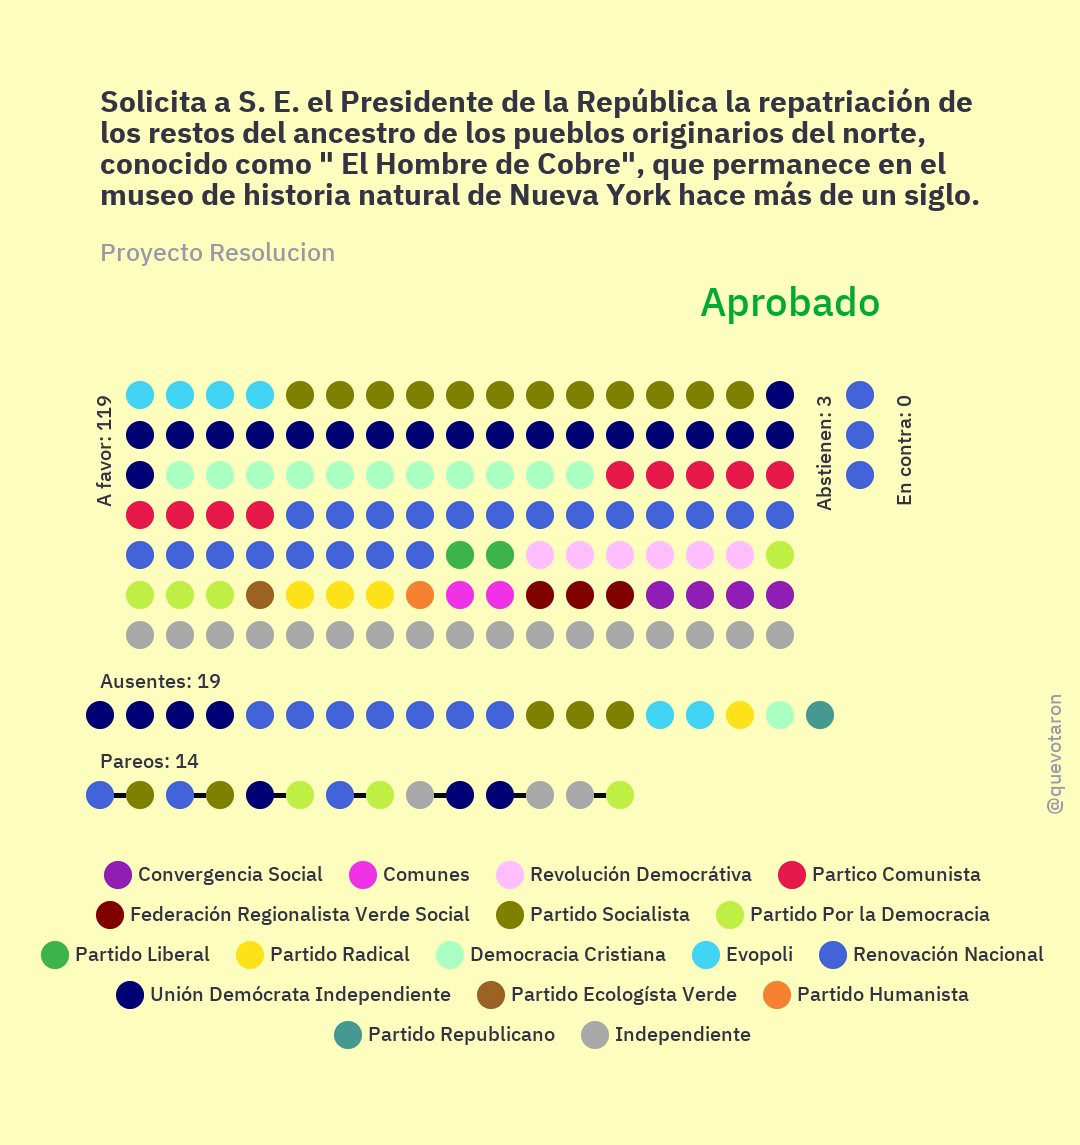 Solicita a S. E. el Presidente de la República la repatriación de
los restos del ancestro de los pueblos originarios del norte,
conocido como " El Hombre de Cobre", que permanece en el
museo de historia natural de Nueva York hace más de un siglo.
Proyecto Resolucion
Aprobado
A favor: 119
Abstienen: 3
En contra: 0
Ausentes: 19
Pareos: 14
@quevotaron
Convergencia Social Comunes Revolución Democrátiva Partico Comunista
Federación Regionalista Verde Social Partido Socialista Partido Por la Democracia
Partido Liberal Partido Radical Democracia Cristiana Evopoli Renovación Nacional
Unión Demócrata Independiente Partido Ecologísta Verde Partido Humanista
Partido Republicano Independiente